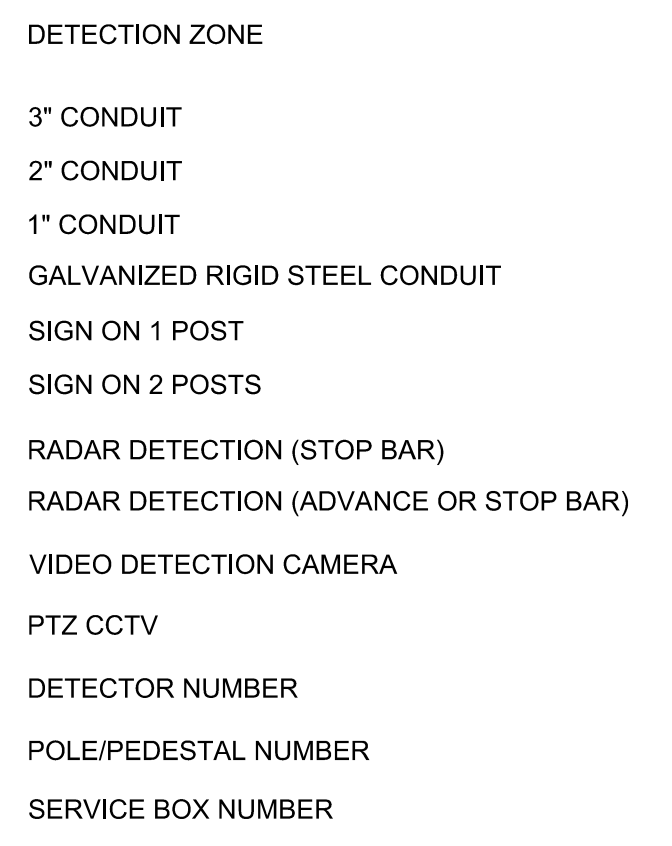 DETECTION ZONE
3" CONDUIT
2" CONDUIT
1" CONDUIT
GALVANIZED RIGID STEEL CONDUIT
SIGN ON 1 POST
SIGN ON 2 POSTS
RADAR DETECTION (STOP BAR)
RADAR DETECTION (ADVANCE OR STOP BAR)
VIDEO DETECTION CAMERA
PTZ CCTV
DETECTOR NUMBER
POLE/PEDESTAL NUMBER
SERVICE BOX NUMBER